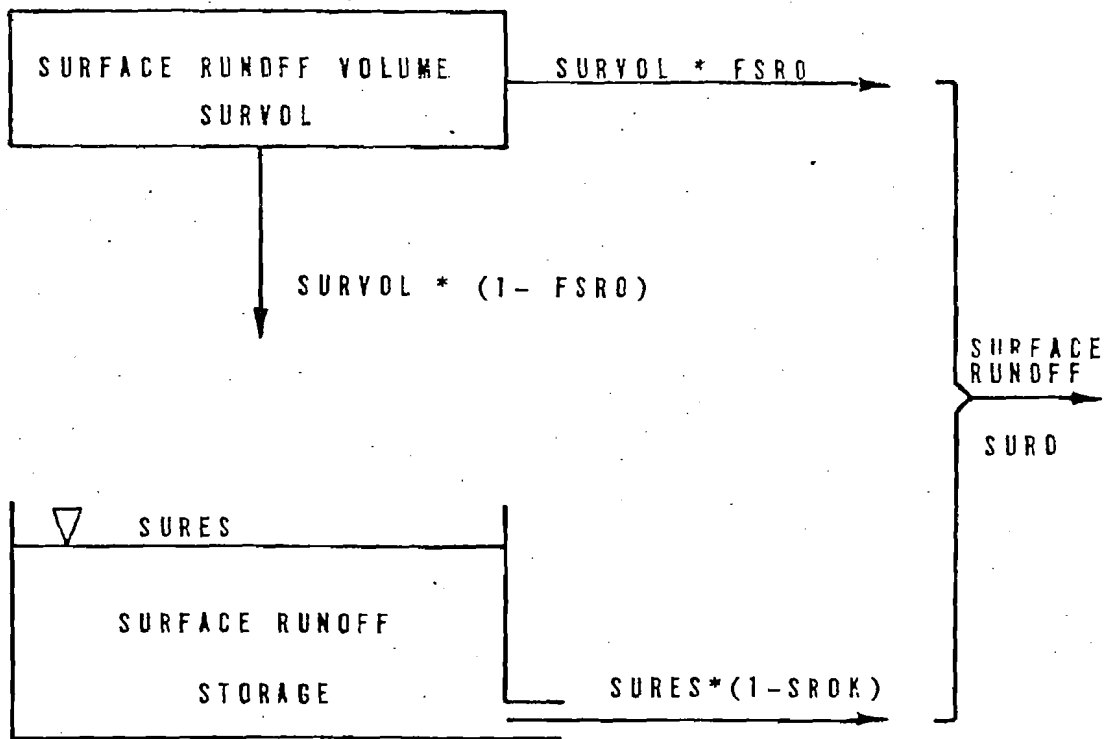 SURFACE RUNOFF VOLUME
SURVOL
SURVOL * FSRO
SURVOL * (1- FSRO)
SURFACE
RUNOFF
SURO
SURES
SURFACE RUNOFF
STORAGE
SURES*(1-SROK)